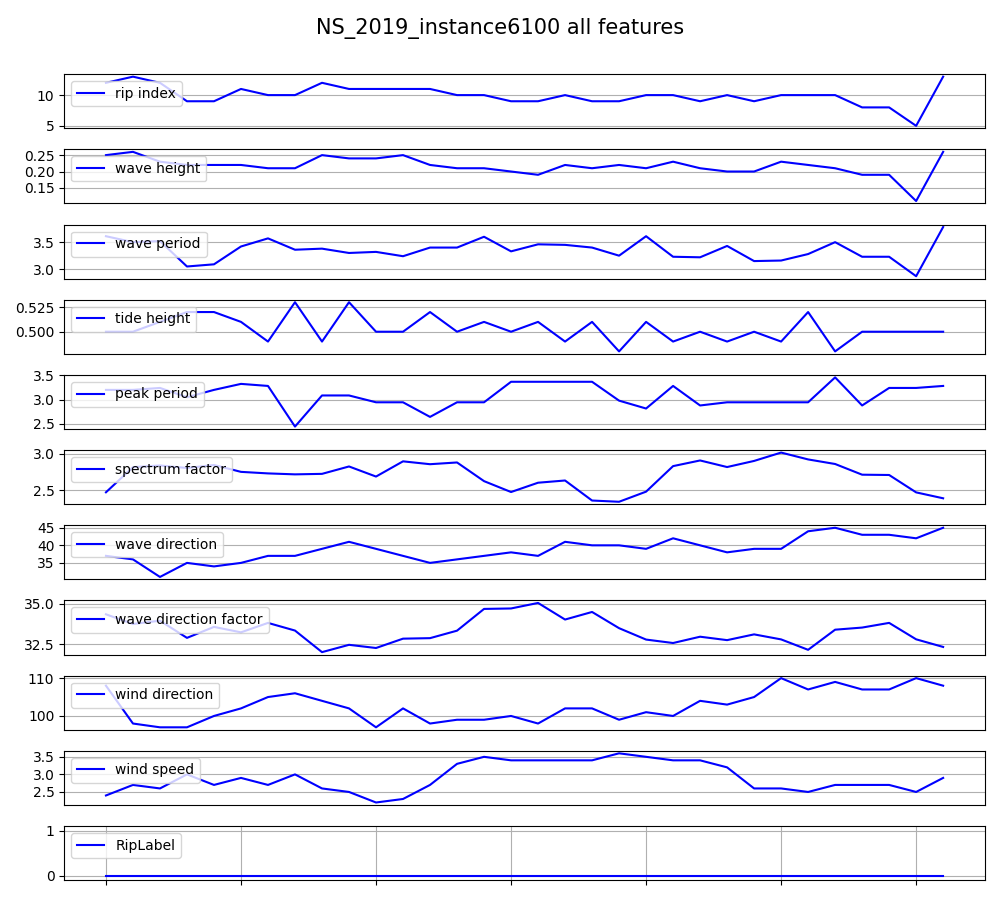 NS_2019_instance6100 all features
10
5
rip index
0.25
0.20
0.15
wave height
3.5
3.0
wave period
0.525
0.500
tide height
3.5
3.0
2.5
peak period
3.0
2.5
spectrum factor
45
40
35
wave direction
35.0
32.5
wave direction factor
110
100
wind direction
3.5
3.0
2.5
wind speed
1
0
RipLabel